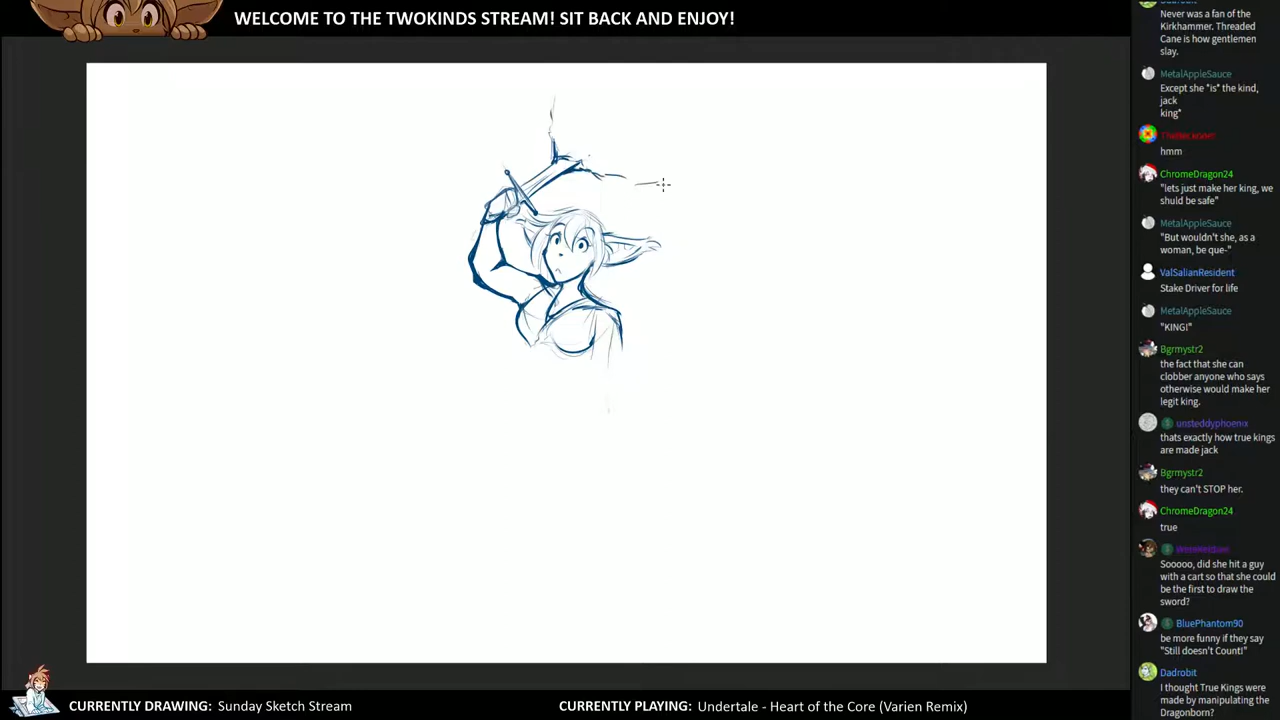 WELCOME TO THE TWOKINDS STREAM! SIT BACK AND ENJOY!
Never was a fan of the
Kirkhammer. Threaded
Cane is how gentlemen
slay.
MetalAppleSauce
Except she *is* the kind,
jack
king*
hmm
ChromeDragon24
"lets just make her king, we
shuld be safe"
MetalAppleSauce
"But wouldn't she, as a
woman, be que-"
ValSalianResident
Stake Driver for life
MetalAppleSauce
"KING!"
Bgrmystr2
the fact that she can
clobber anyone who says
otherwise would make her
legit king.
unsteddyphoenix
thats exactly how true kings
are made jack
Bgrmystr2
they can't STOP her.
ChromeDragon24
true
Sooooo, did she hit a guy
with a cart so that she could
be the first to draw the
sword?
BluePhantom90
be more funny if they say
"Still doesn't Count!"
Dadrobit
I thought True Kings were
made by manipulating the
Dragonborn?
CURRENTLY DRAWING: Sunday Sketch Stream
CURRENTLY PLAYING: Undertale - Heart of the Core (Varien Remix)